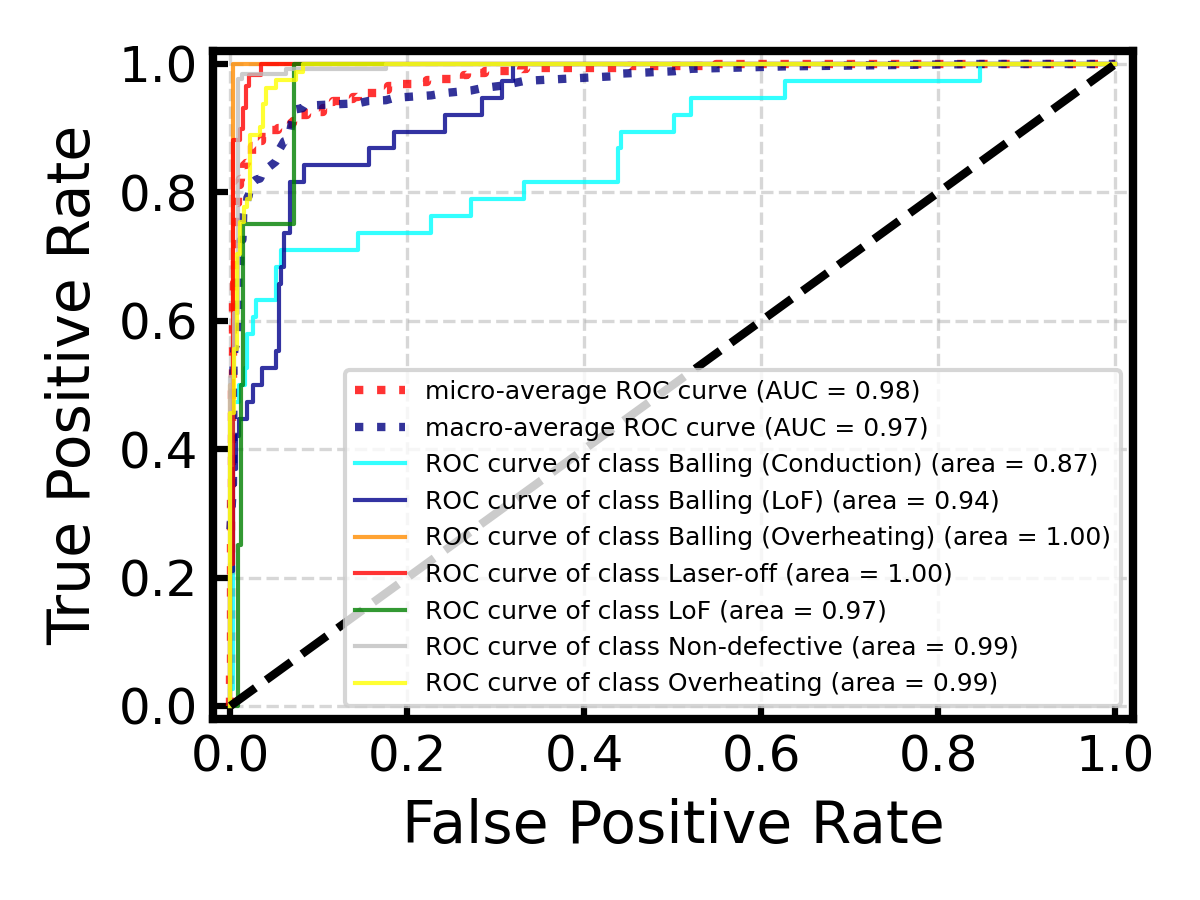 True Positive Rate
1.0
0.8
0.6
0.4
0.2
0.0
micro-average ROC curve (AUC = 0.98)
macro-average ROC curve (AUC = 0.97)
ROC curve of class Balling (Conduction) (area = 0.87)
ROC curve of class Balling (LoF) (area = 0.94)
ROC curve of class Balling (Overheating) (area = 1.00)
ROC curve of class Laser-off (area = 1.00)
ROC curve of class LoF (area = 0.97)
ROC curve of class Non-defective (area = 0.99)
ROC curve of class Overheating (area = 0.99)
0.0 0.2 0.4 0.6 0.8 1.0
False Positive Rate